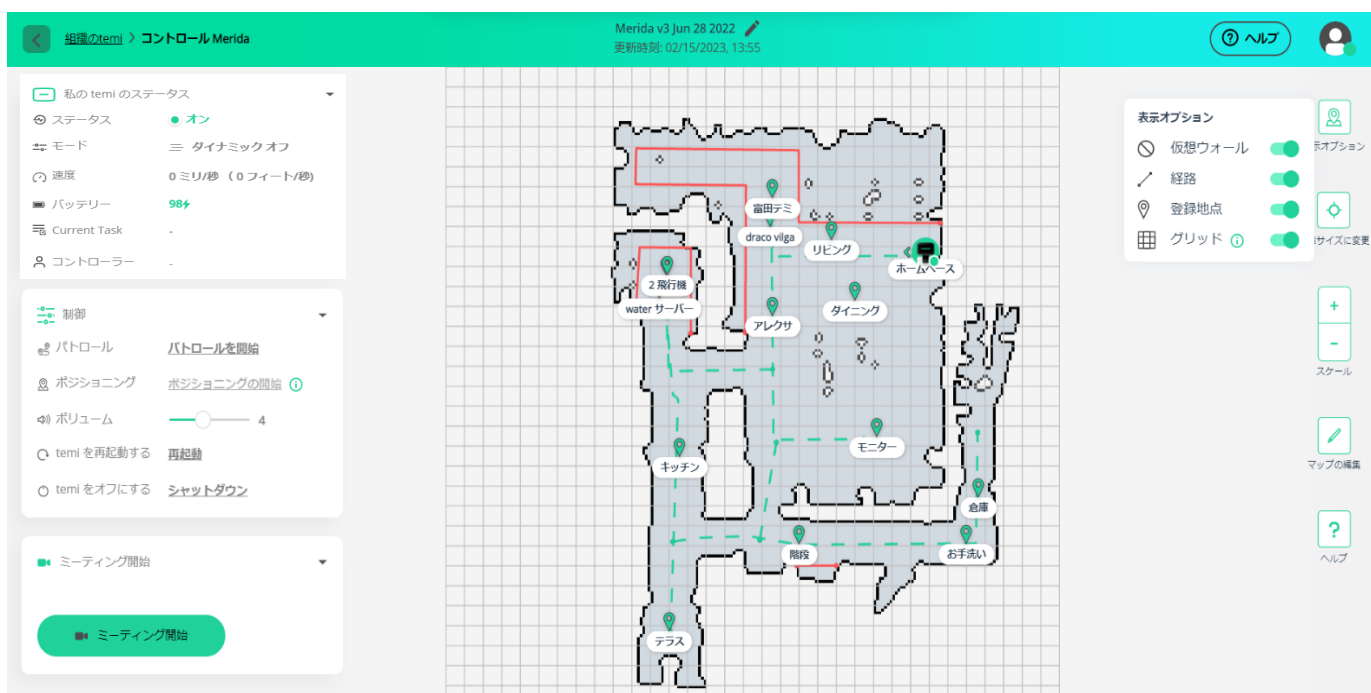 組織のtemi > コントロール Merida
Merida v3 Jun 28 2022
更新時刻: 02/15/2023, 13:55
ヘルプ
私の temi のステータス
ステータス オン
モード ダイナミック オフ
速度 0 ミリ/秒 (0 フィート/秒)
バッテリー 98
Current Task -
コントローラー -
制御
パトロール パトロールを開始
ポジショニング ポジショニングの開始
ボリューム 4
temi を再起動する 再起動
temi をオフにする シャットダウン
ミーティング開始
ミーティング開始
富田テミ
draco vilga
リビング
ホームベース
2 飛行機
water サーバー
アレクサ
ダイニング
モニター
キッチン
倉庫
階段
お手洗い
テラス
表示オプション
仮想ウォール
経路
登録地点
グリッド
示オプション
サイズに変更
+
-
スケール
マップの編集
?
ヘルプ